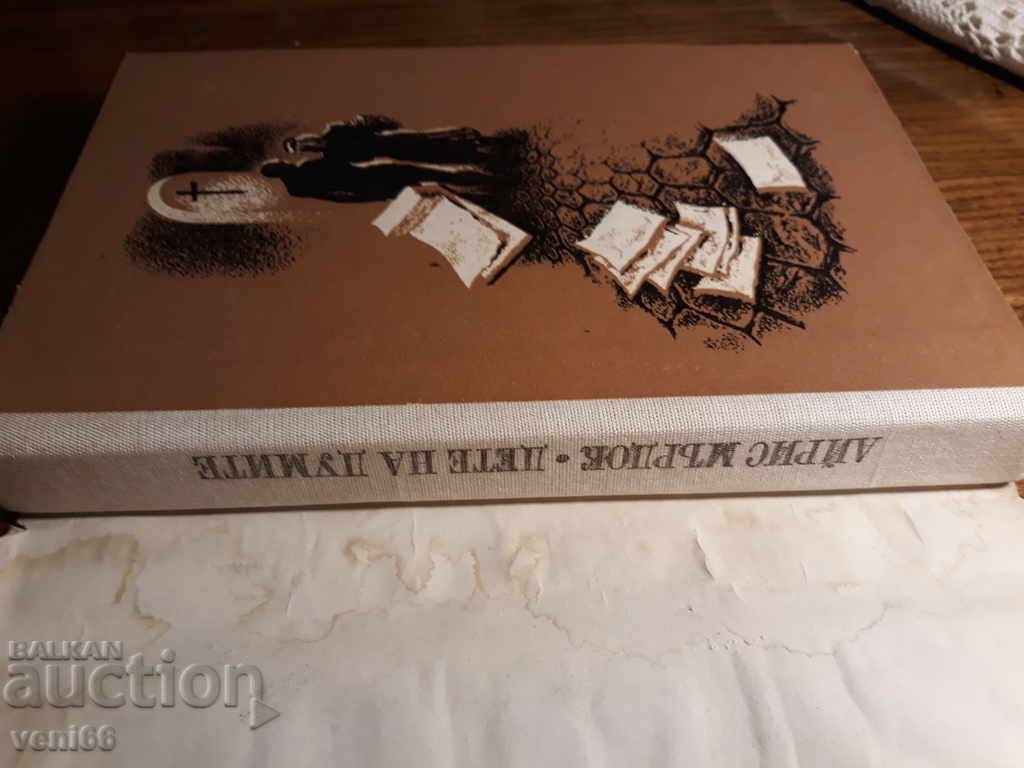 АЙРИС МЪРДОК • ДЕТЕ НА ДУМИТЕ
BALKAN
auction
veni66